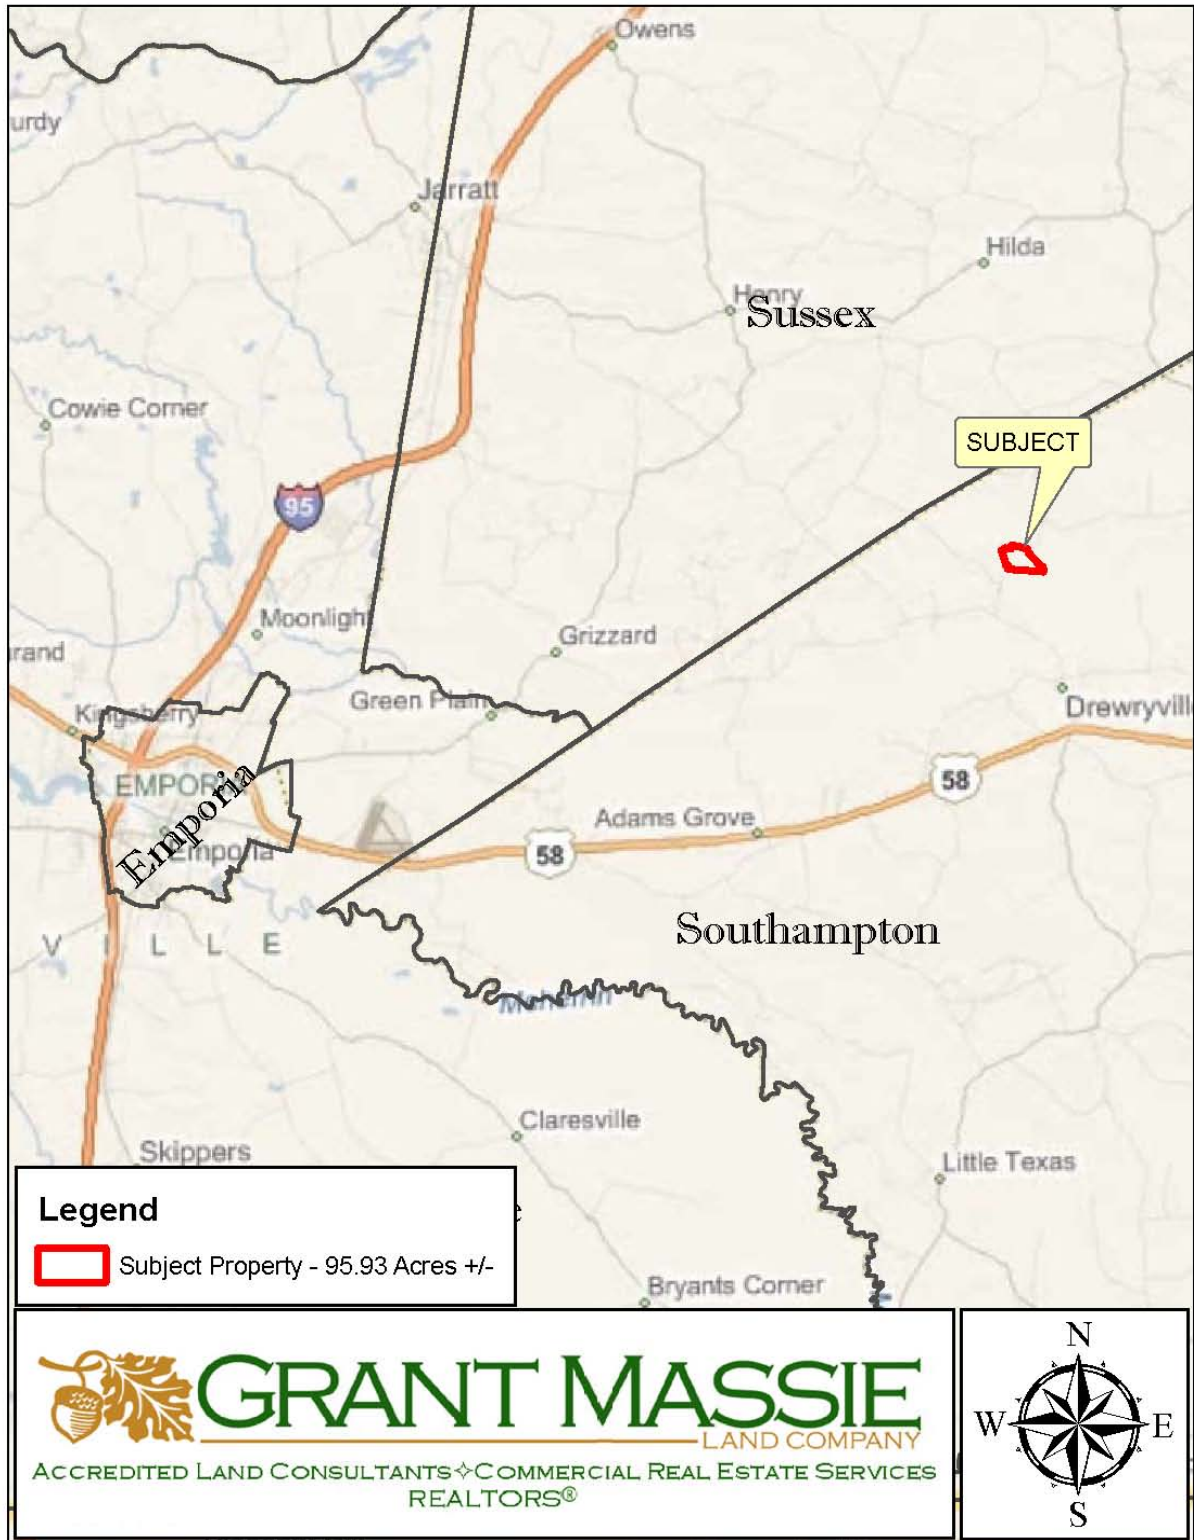 Owens
urdy
Jarratt
Hilda
Henry
Sussex
Cowie Corner
SUBJECT
95
Moonlight
Grizzard
rand
Green Plain
Drewryville
Kingsberry
EMPORIA
Emporia
Emporia
58
Adams Grove
58
Southampton
V I L L E
Meherrin
Claresville
Skippers
Little Texas
Legend
Subject Property - 95.93 Acres +/-
e
Bryants Corner
GRANT MASSIE
LAND COMPANY
ACCREDITED LAND CONSULTANTS✧COMMERCIAL REAL ESTATE SERVICES
REALTORS®
N
W E
S